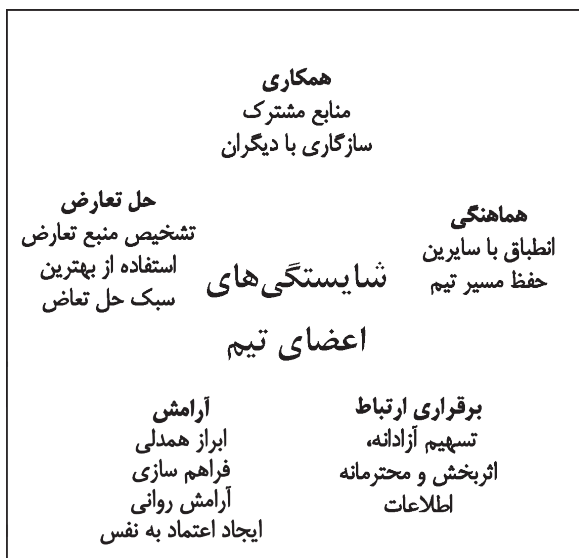 همکاری
منابع مشترک
سازگاری با دیگران
هماهنگی
انطباق با سایرین
حفظ مسیر تیم
حل تعارض
تشخیص منبع تعارض
استفاده از بهترین
سبک حل تعاض
شایستگی‌های
اعضای تیم
برقراری ارتباط
تسهیم آزادانه،
اثربخش و محترمانه
اطلاعات
آرامش
ابراز همدلی
فراهم سازی
آرامش روانی
ایجاد اعتماد به نفس